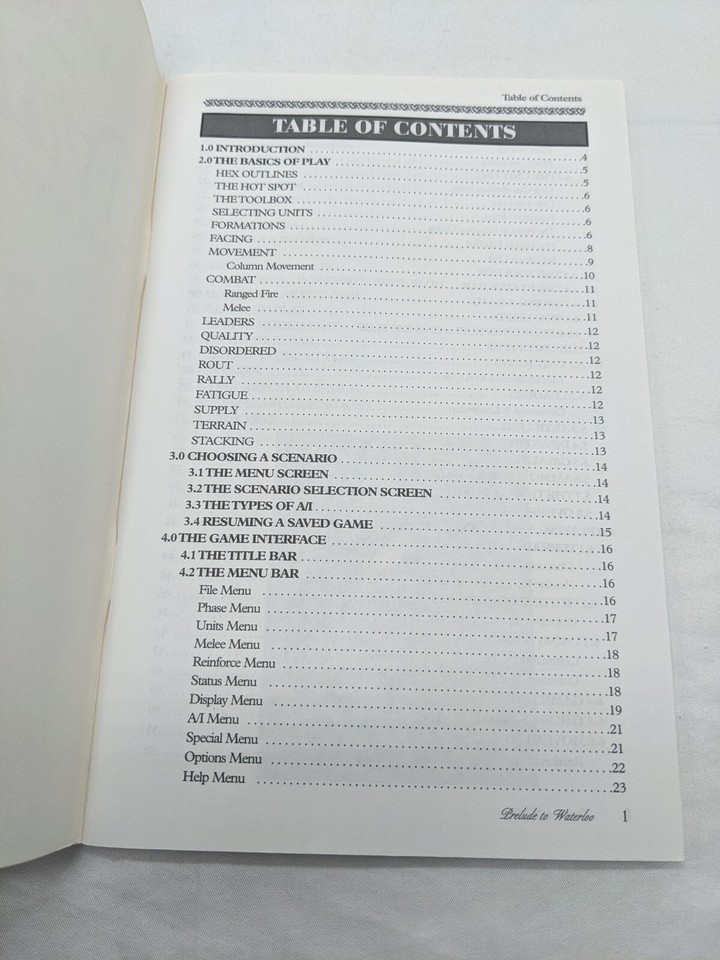 Table of Contents
TABLE OF CONTENTS
1.0 INTRODUCTION ........ 4
2.0 THE BASICS OF PLAY ........ 5
HEX OUTLINES ........ 5
THE HOT SPOT ........ 6
THE TOOLBOX ........ 6
SELECTING UNITS ........ 6
FORMATIONS ........ 6
FACING ........ 8
MOVEMENT ........ 9
Column Movement ........ 10
COMBAT ........ 11
Ranged Fire ........ 11
Melee ........ 11
LEADERS ........ 12
QUALITY ........ 12
DISORDERED ........ 12
ROUT ........ 12
RALLY ........ 12
FATIGUE ........ 12
SUPPLY ........ 13
TERRAIN ........ 13
STACKING ........ 13
3.0 CHOOSING A SCENARIO ........ 14
3.1 THE MENU SCREEN ........ 14
3.2 THE SCENARIO SELECTION SCREEN ........ 14
3.3 THE TYPES OF A/I ........ 14
3.4 RESUMING A SAVED GAME ........ 15
4.0 THE GAME INTERFACE ........ 16
4.1 THE TITLE BAR ........ 16
4.2 THE MENU BAR ........ 16
File Menu ........ 16
Phase Menu ........ 17
Units Menu ........ 17
Melee Menu ........ 18
Reinforce Menu ........ 18
Status Menu ........ 18
Display Menu ........ 19
A/I Menu ........ 21
Special Menu ........ 21
Options Menu ........ 22
Help Menu ........ 23
Prelude to Waterloo 1